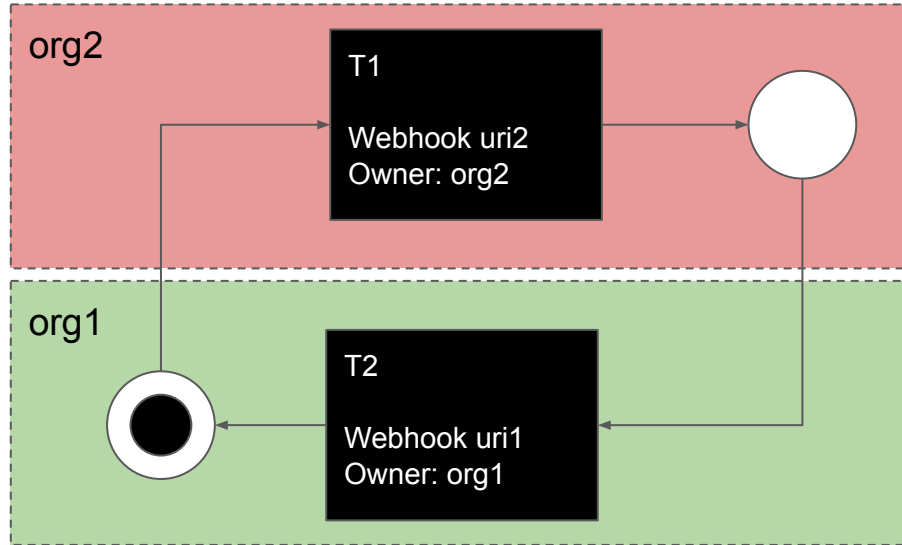 org2
T1
Webhook uri2
Owner: org2
org1
T2
Webhook uri1
Owner: org1